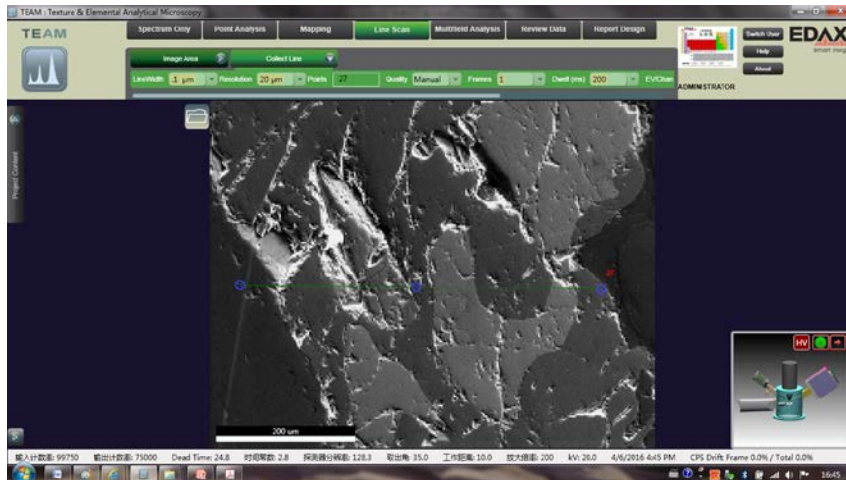 TEAM : Texture & Elemental Analytical Microscopy
TEAM
Spectrum Only Point Analysis Mapping Line Scan Multifield Analysis Review Data Report Design
Switch User
EDAX
Help
About
ADMINISTRATOR
Image Area Collect Line
LineWidth .1 µm Resolution 20 µm Points 27 Quality Manual Frames 1 Dwell (ms) 200 EV/Chan
Project Content
27
200 um
HV
输入计数率: 99750 输出计数率: 75000 Dead Time: 24.8 时间常数: 2.8 探测器分辨率: 128.3 取出角: 35.0 工作距离: 10.0 放大倍率: 200 kV: 20.0 4/6/2016 4:45 PM CPS Drift Frame 0.0% / Total 0.0%
16:45